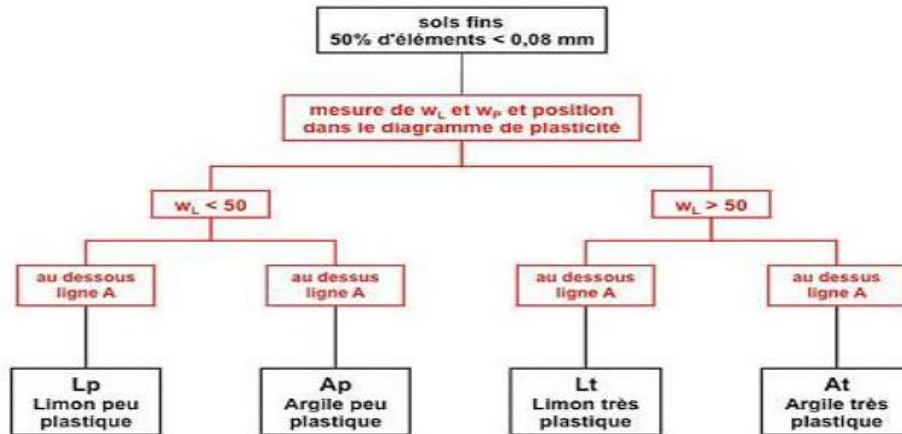 sols fins
50% d'éléments < 0,08 mm
mesure de wL et wP et position
dans le diagramme de plasticité
wL < 50
wL > 50
au dessous
ligne A
au dessus
ligne A
au dessous
ligne A
au dessus
ligne A
Lp
Limon peu
plastique
Ap
Argile peu
plastique
Lt
Limon très
plastique
At
Argile très
plastique